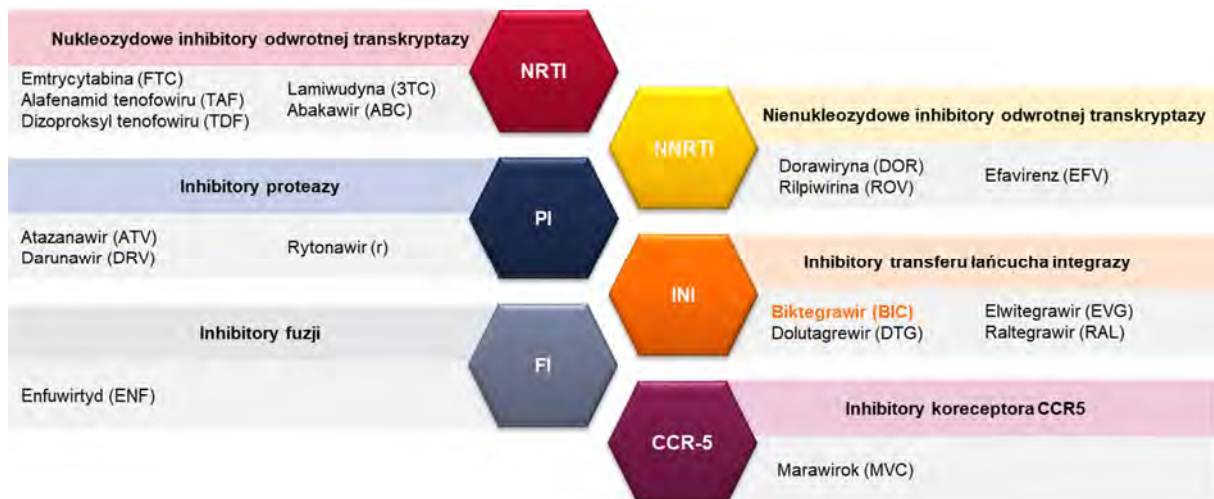 Nukleozydowe inhibitory odwrotnej transkryptazy
NRTI
Emtrycytabina (FTC)
Alafenamid tenofowiru (TAF)
Dizoproksyl tenofowiru (TDF)
Lamiwudyna (3TC)
Abakawir (ABC)
Nienukleozydowe inhibitory odwrotnej transkryptazy
NNRTI
Dorawiryna (DOR)
Rilpiwirina (ROV)
Efavirenz (EFV)
Inhibitory proteazy
PI
Atazanawir (ATV)
Darunawir (DRV)
Rytonawir (r)
Inhibitory transferu łańcucha integrazy
INI
Biktegrawir (BIC)
Dolutagrewir (DTG)
Elwitegrawir (EVG)
Raltegrawir (RAL)
Inhibitory fuzji
FI
Enfuwirtyd (ENF)
Inhibitory koreceptora CCR5
CCR-5
Marawirok (MVC)